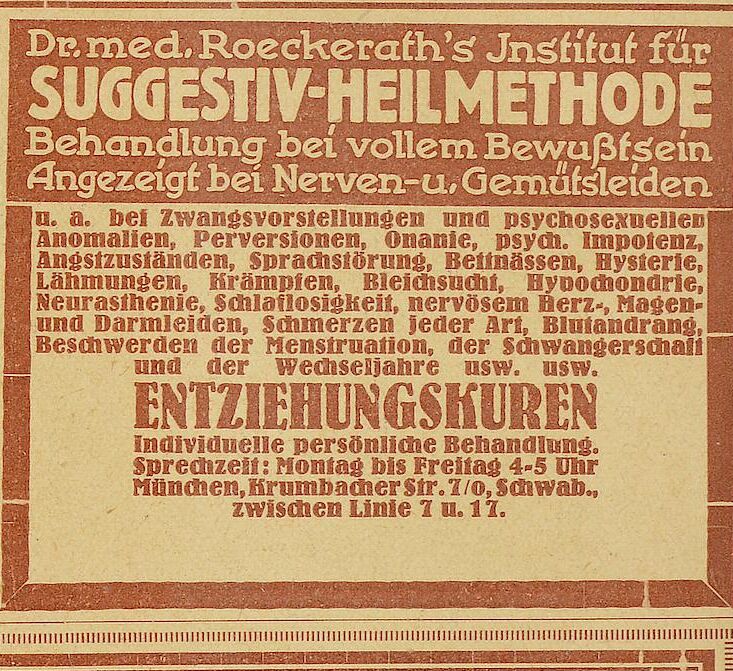 Dr. med. Roeckerath's Jnstitut für
SUGGESTIV-HEILMETHODE
Behandlung bei vollem Bewußtsein
Angezeigt bei Nerven- u. Gemütsleiden
u. a. bei Zwangsvorstellungen und psychosexuellen
Anomalien, Perversionen, Onanie, psych. Impotenz,
Angstzuständen, Sprachstörung, Bettnässen, Hysterie,
Lähmungen, Krämpfen, Bleichsucht, Hypochondrie,
Neurasthenie, Schlaflosigkeit, nervösem Herz-, Magen-
und Darmleiden, Schmerzen jeder Art, Blutandrang,
Beschwerden der Menstruation, der Schwangerschaft
und der Wechseljahre usw. usw.
ENTZIEHUNGSKUREN
Individuelle persönliche Behandlung.
Sprechzeit: Montag bis Freitag 4-5 Uhr
München, Krumbacher Str. 7/o, Schwab.,
zwischen Linie 7 u. 17.